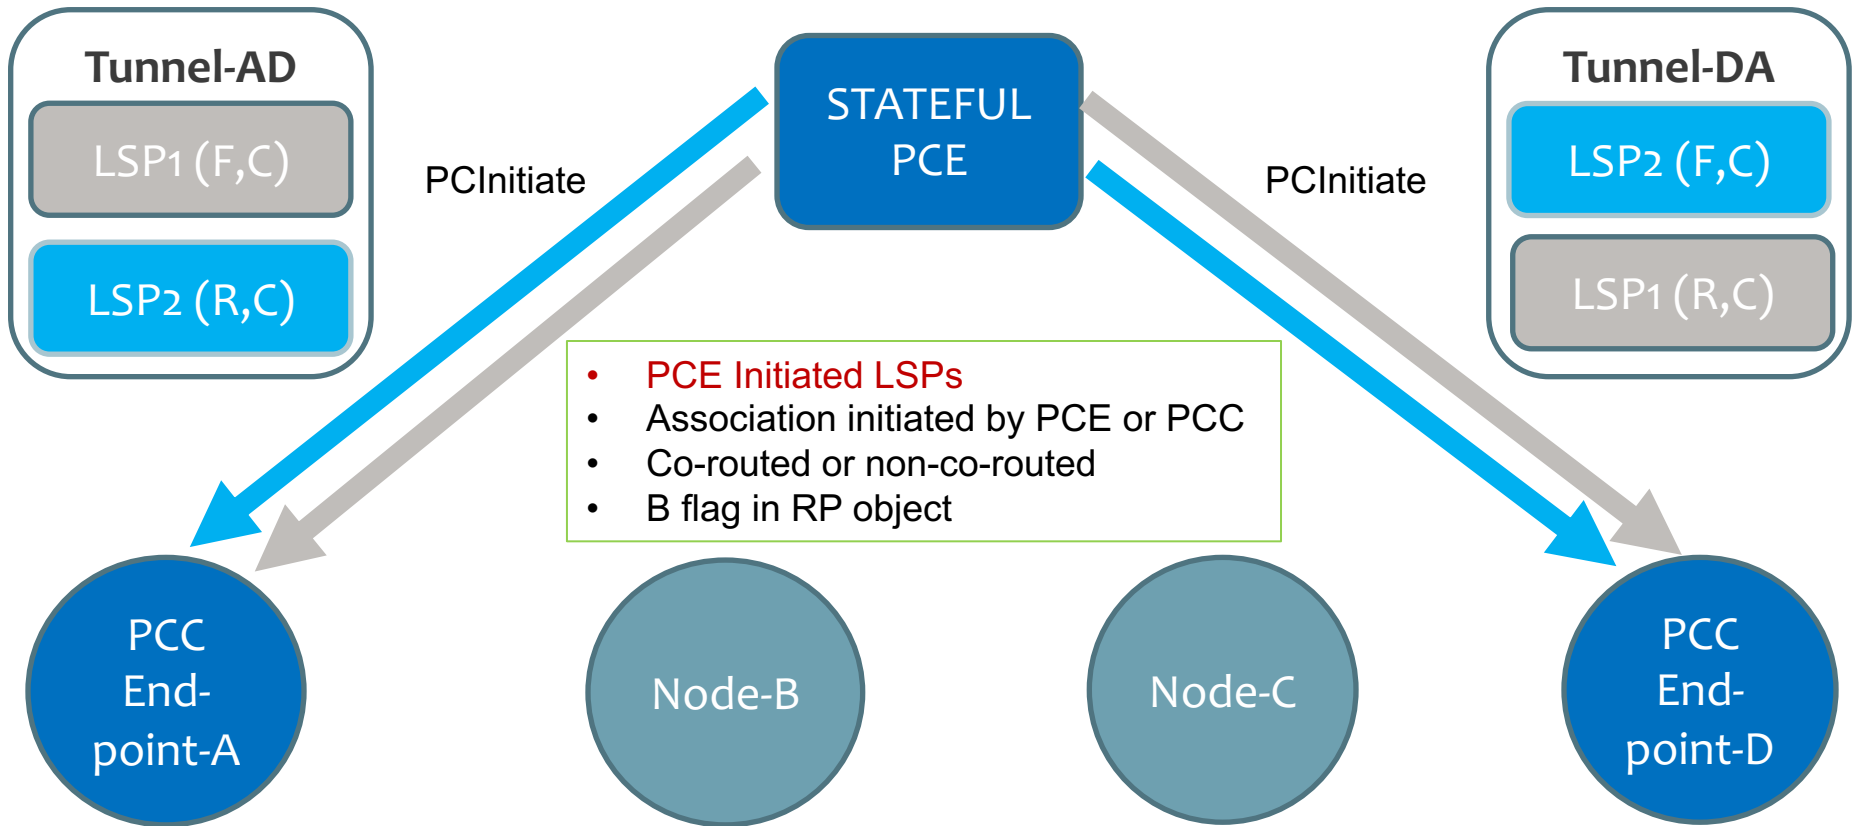 Tunnel-AD
LSP1 (F,C)
LSP2 (R,C)
PCInitiate
STATEFUL
PCE
PCInitiate
Tunnel-DA
LSP2 (F,C)
LSP1 (R,C)
• PCE Initiated LSPs
• Association initiated by PCE or PCC
• Co-routed or non-co-routed
• B flag in RP object
PCC
End-
point-A
Node-B
Node-C
PCC
End-
point-D